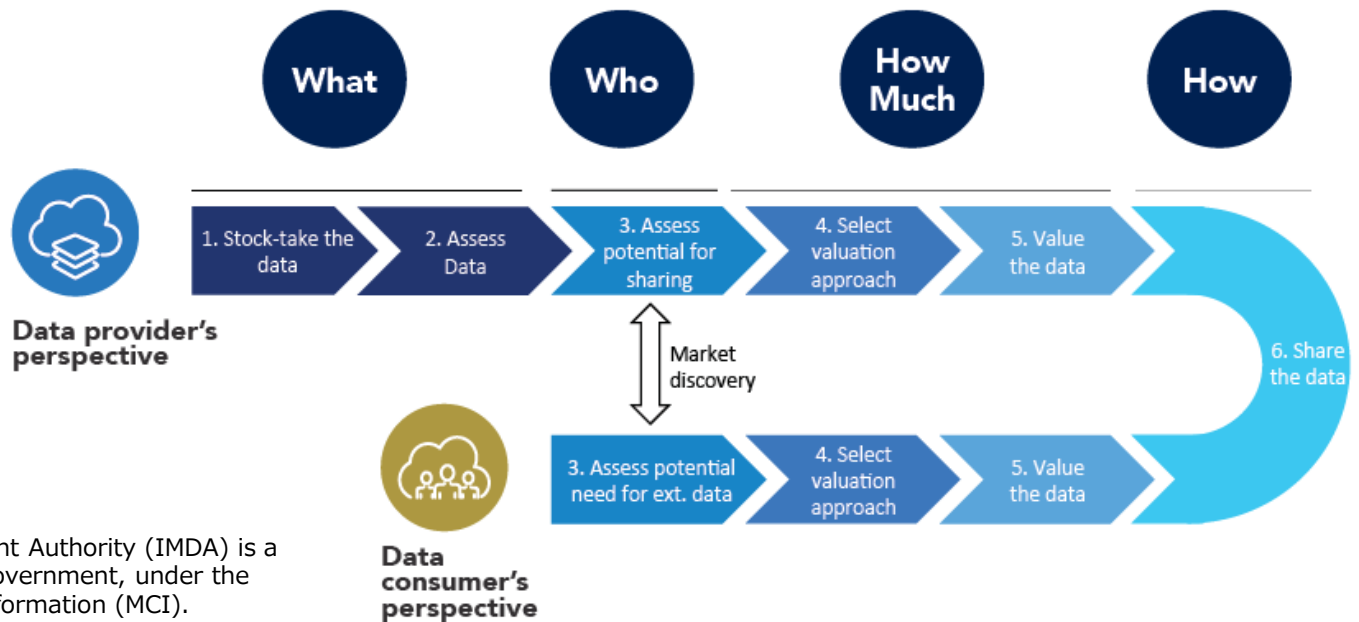 What
Who
How
Much
How
1. Stock-take the
data
2. Assess
Data
3. Assess
potential for
sharing
4. Select
valuation
approach
5. Value
the data
Data provider's
perspective
Market
discovery
6. Share
the data
3. Assess potential
need for ext. data
4. Select
valuation
approach
5. Value
the data
Data
consumer's
perspective
nt Authority (IMDA) is a
overnment, under the
formation (MCI).